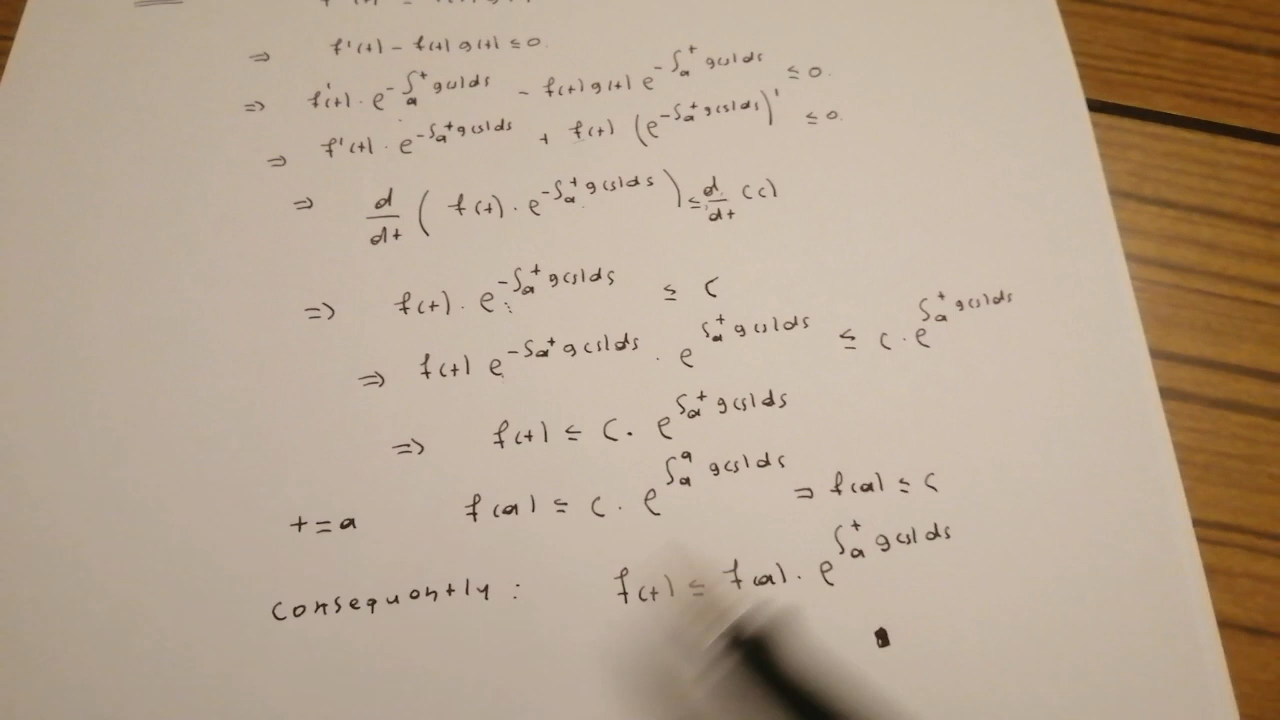 ⇒ f'(t) - f(t) g(t) ≤ 0.
⇒ f'(t) . e^{-∫_a^t g(s)ds} - f(t) g(t) e^{-∫_a^t g(s)ds} ≤ 0.
⇒ f'(t) . e^{-∫_a^t g(s)ds} + f(t) (e^{-∫_a^t g(s)ds})' ≤ 0.
⇒ d/dt ( f(t) . e^{-∫_a^t g(s)ds} ) ≤ d/dt (c)
⇒ f(t) . e^{-∫_a^t g(s)ds} ≤ c
⇒ f(t) e^{-∫_a^t g(s)ds} . e^{∫_a^t g(s)ds} ≤ c . e^{∫_a^t g(s)ds}
⇒ f(t) ≤ c . e^{∫_a^t g(s)ds}
t = a f(a) ≤ c . e^{∫_a^a g(s)ds} ⇒ f(a) ≤ c
consequently : f(t) ≤ f(a) . e^{∫_a^t g(s)ds}